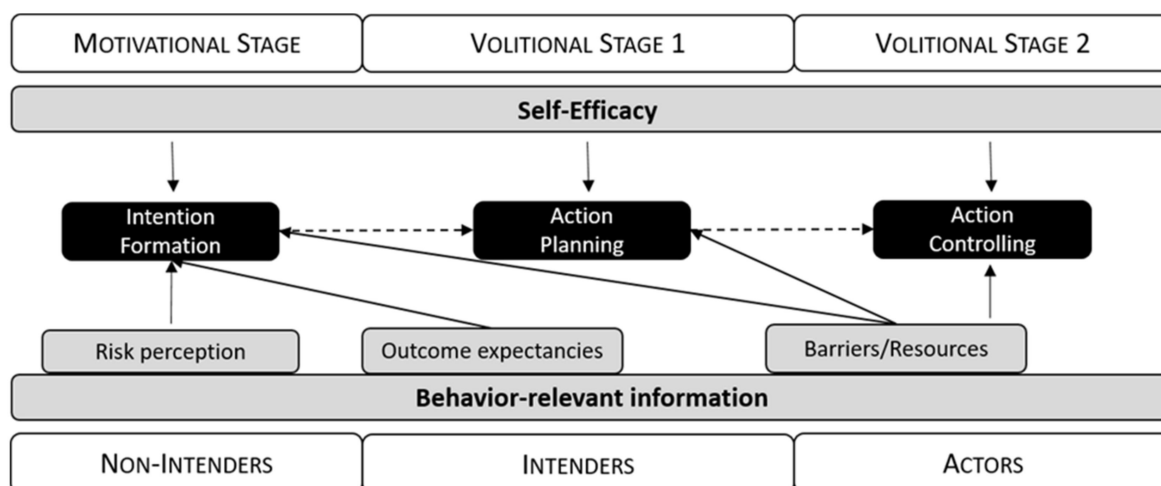 MOTIVATIONAL STAGE
VOLITIONAL STAGE 1
VOLITIONAL STAGE 2
Self-Efficacy
Intention
Formation
Action
Planning
Action
Controlling
Risk perception
Outcome expectancies
Barriers/Resources
Behavior-relevant information
NON-INTENDERS
INTENDERS
ACTORS